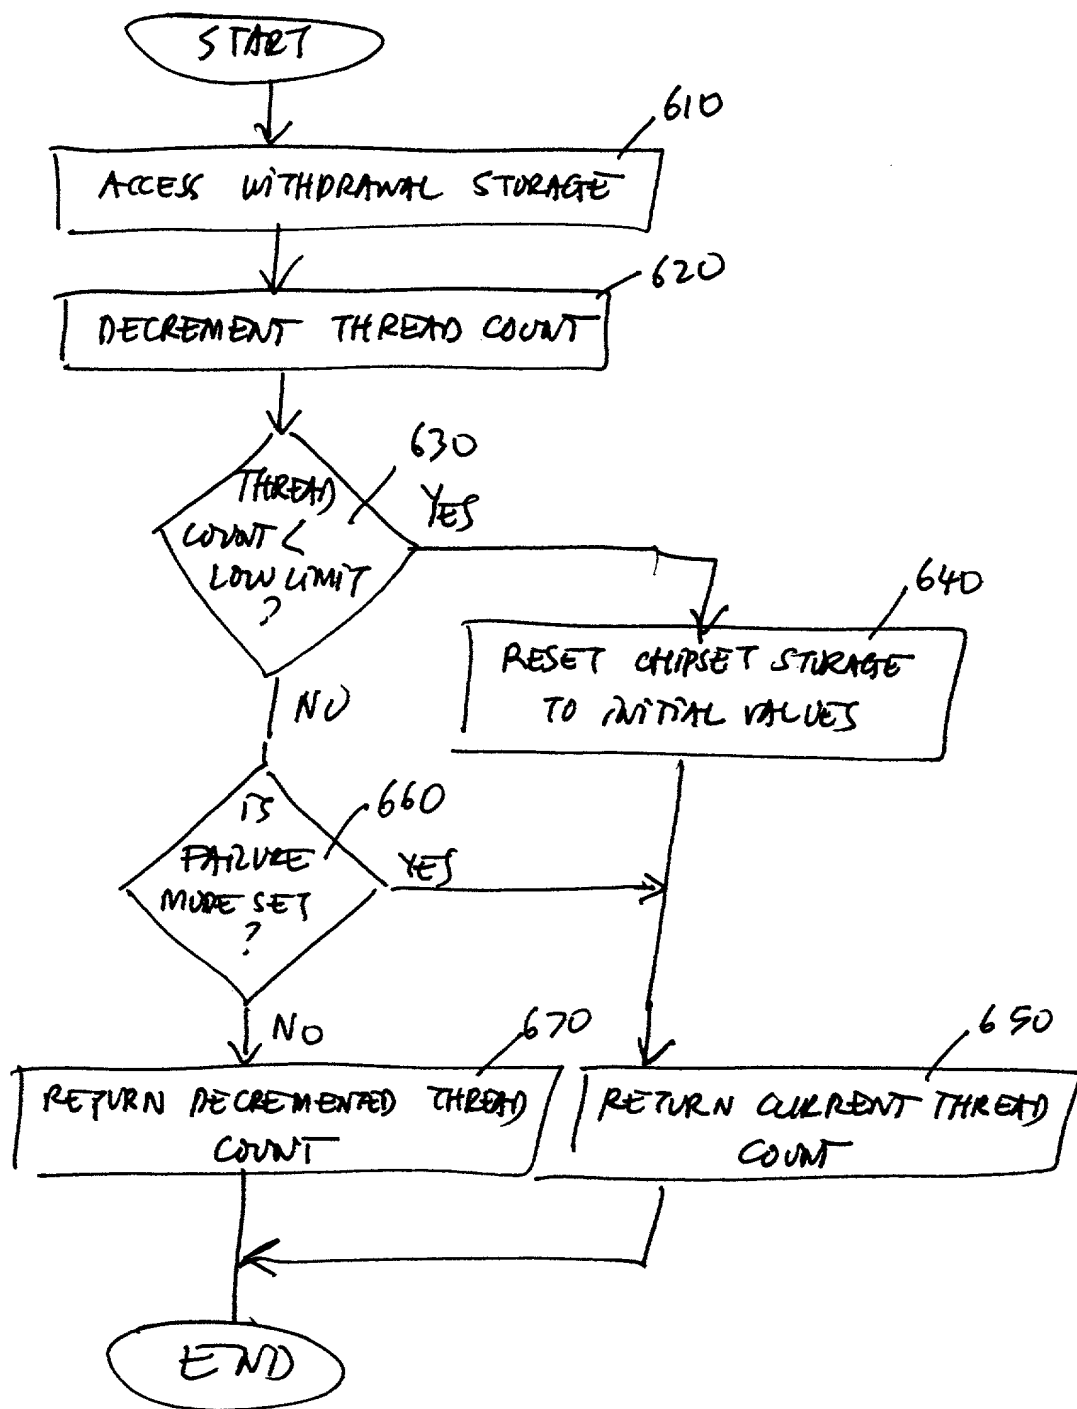 START
610
ACCESS WITHDRAWAL STORAGE
620
DECREMENT THREAD COUNT
630
THREAD
COUNT <
LOW LIMIT
?
YES
640
RESET CHIPSET STORAGE
TO INITIAL VALUES
NO
660
IS
FAILURE
MODE SET
?
YES
NO
670
RETURN DECREMENTED THREAD
COUNT
650
RETURN CURRENT THREAD
COUNT
END